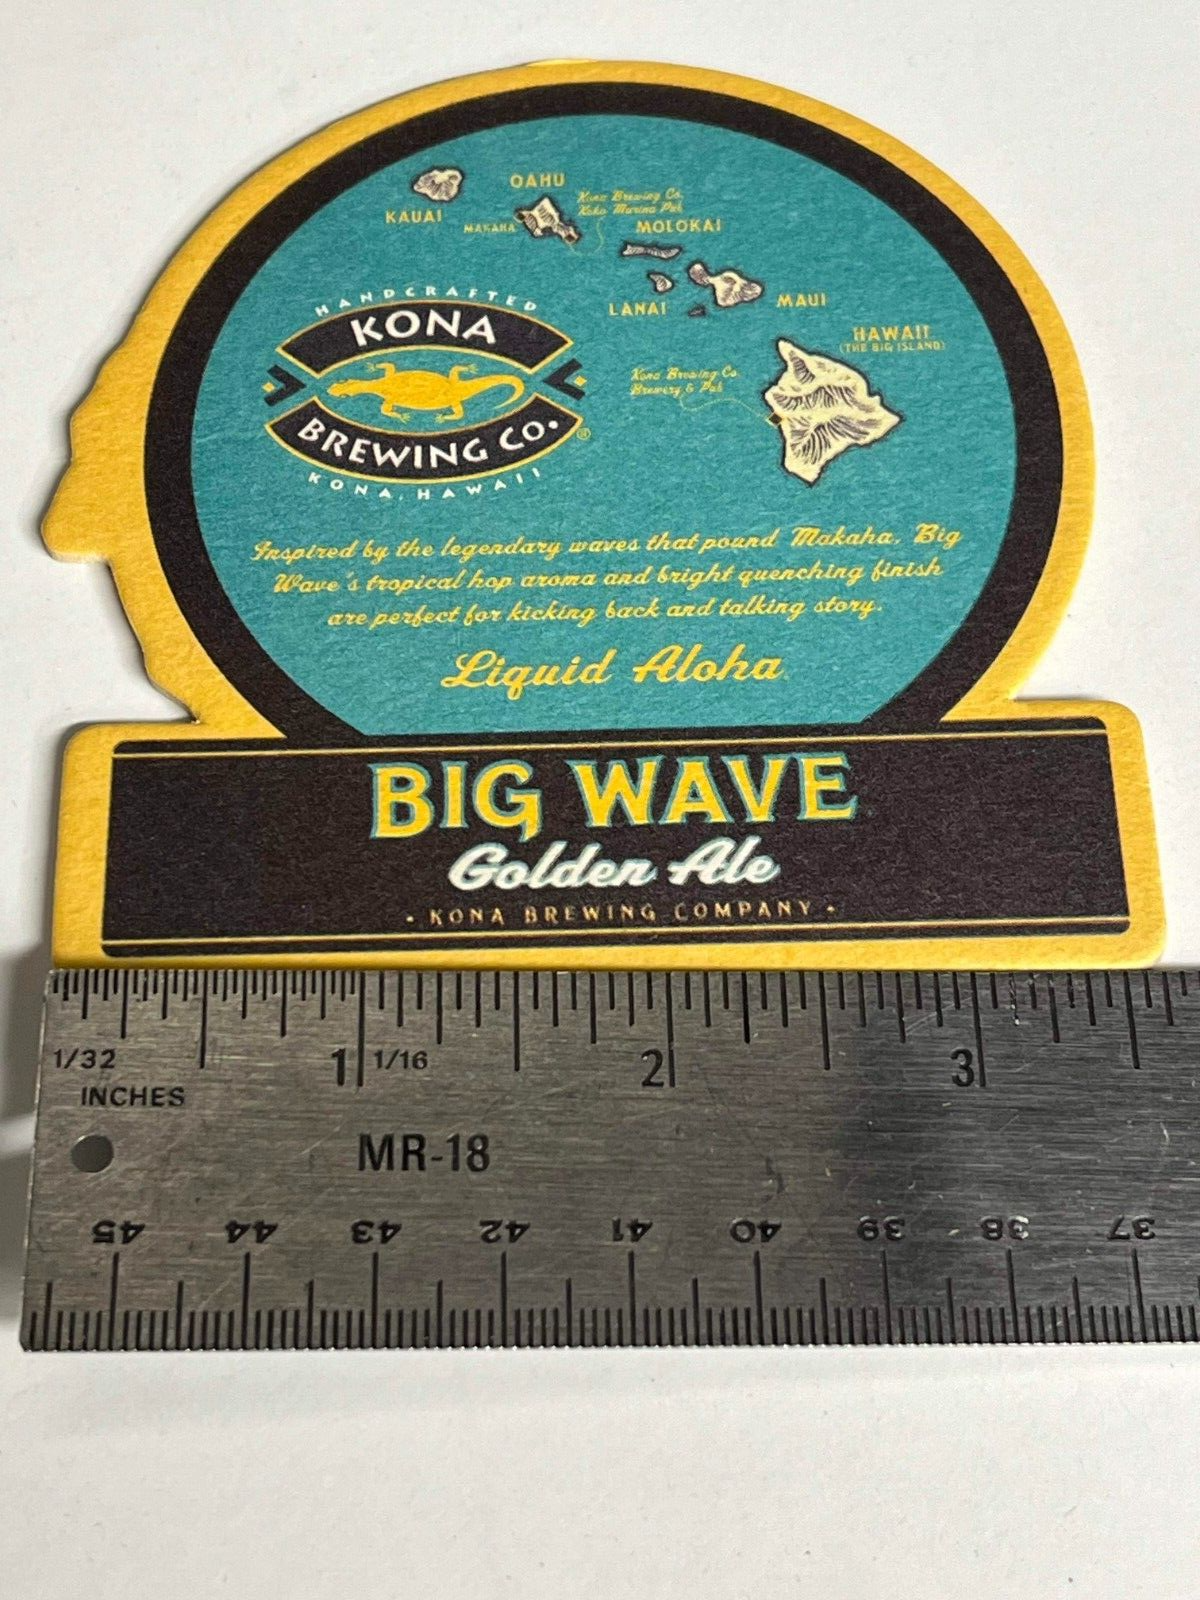 OAHU
Kona Brewing Co.
Koko Marina Pub
KAUAI
MAKAHA
MOLOKAI
LANAI
MAUI
HAWAII
(THE BIG ISLAND)
Kona Brewing Co.
Brewery & Pub
HANDCRAFTED
KONA
BREWING CO.®
KONA, HAWAII
Inspired by the legendary waves that pound Makaha, Big
Wave's tropical hop aroma and bright quenching finish
are perfect for kicking back and talking story.
Liquid Aloha
BIG WAVE
Golden Ale
• KONA BREWING COMPANY •
1/32 1 1/16 2 3
INCHES
MR-18
45 44 43 42 41 40 39 38 37